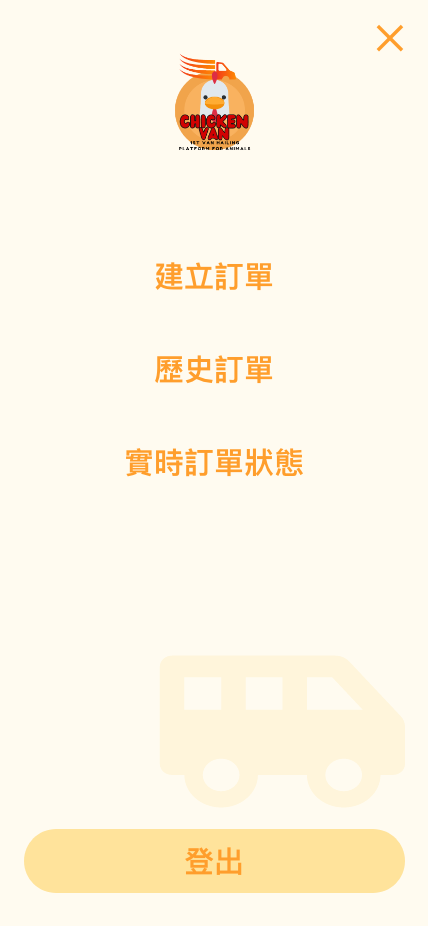 CHICKEN
VAN
1ST VAN HAILING
PLATFORM FOR ANIMALS
建立訂單
歷史訂單
實時訂單狀態
登出